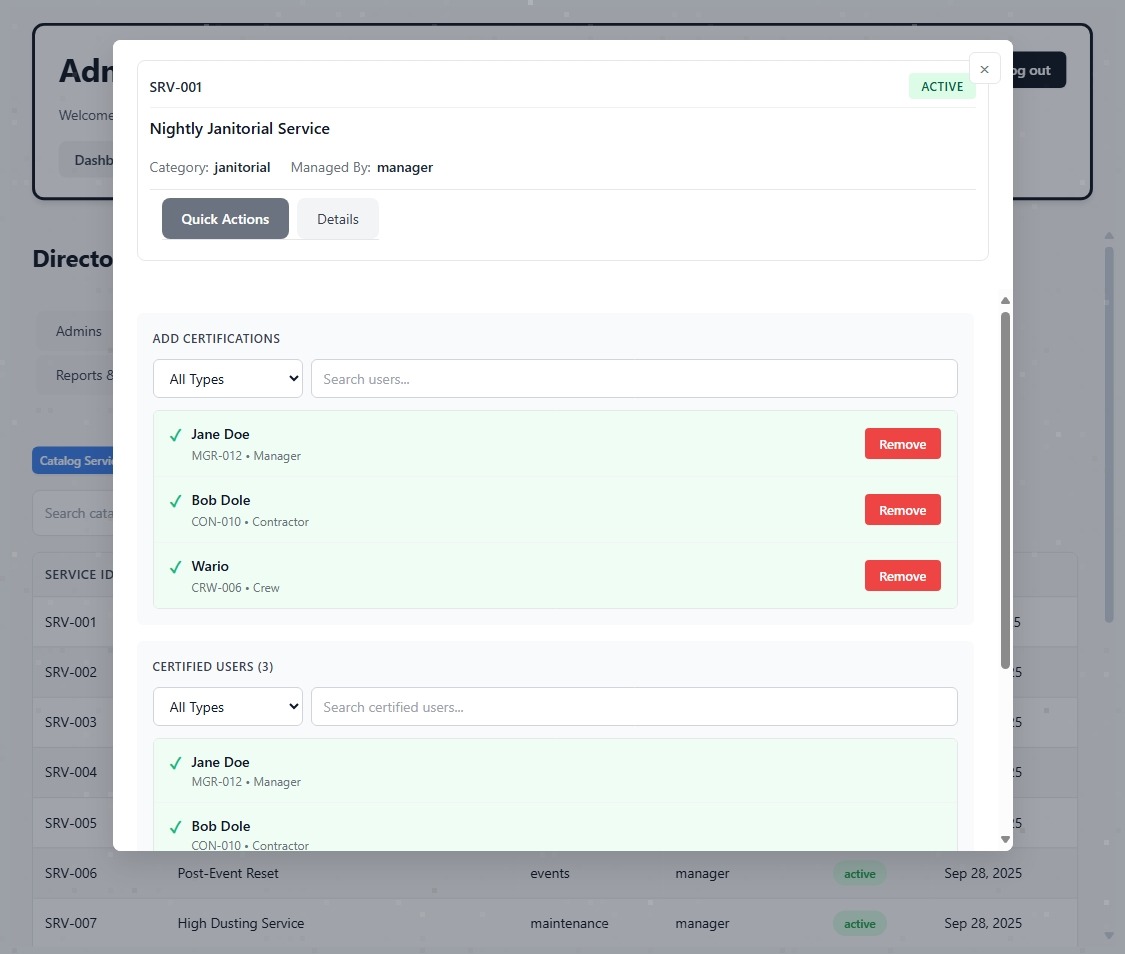 Adm
og out
Welcome
Dashb
SRV-001
ACTIVE
×
Nightly Janitorial Service
Category: janitorial Managed By: manager
Quick Actions Details
Directo
Admins
Reports &
Catalog Servi
Search cata
ADD CERTIFICATIONS
All Types Search users...
✓ Jane Doe
MGR-012 • Manager
Remove
✓ Bob Dole
CON-010 • Contractor
Remove
✓ Wario
CRW-006 • Crew
Remove
CERTIFIED USERS (3)
All Types Search certified users...
✓ Jane Doe
MGR-012 • Manager
✓ Bob Dole
CON-010 • Contractor
SERVICE ID
SRV-001 5
SRV-002 25
SRV-003 25
SRV-004 25
SRV-005 25
SRV-006 Post-Event Reset events manager active Sep 28, 2025
SRV-007 High Dusting Service maintenance manager active Sep 28, 2025